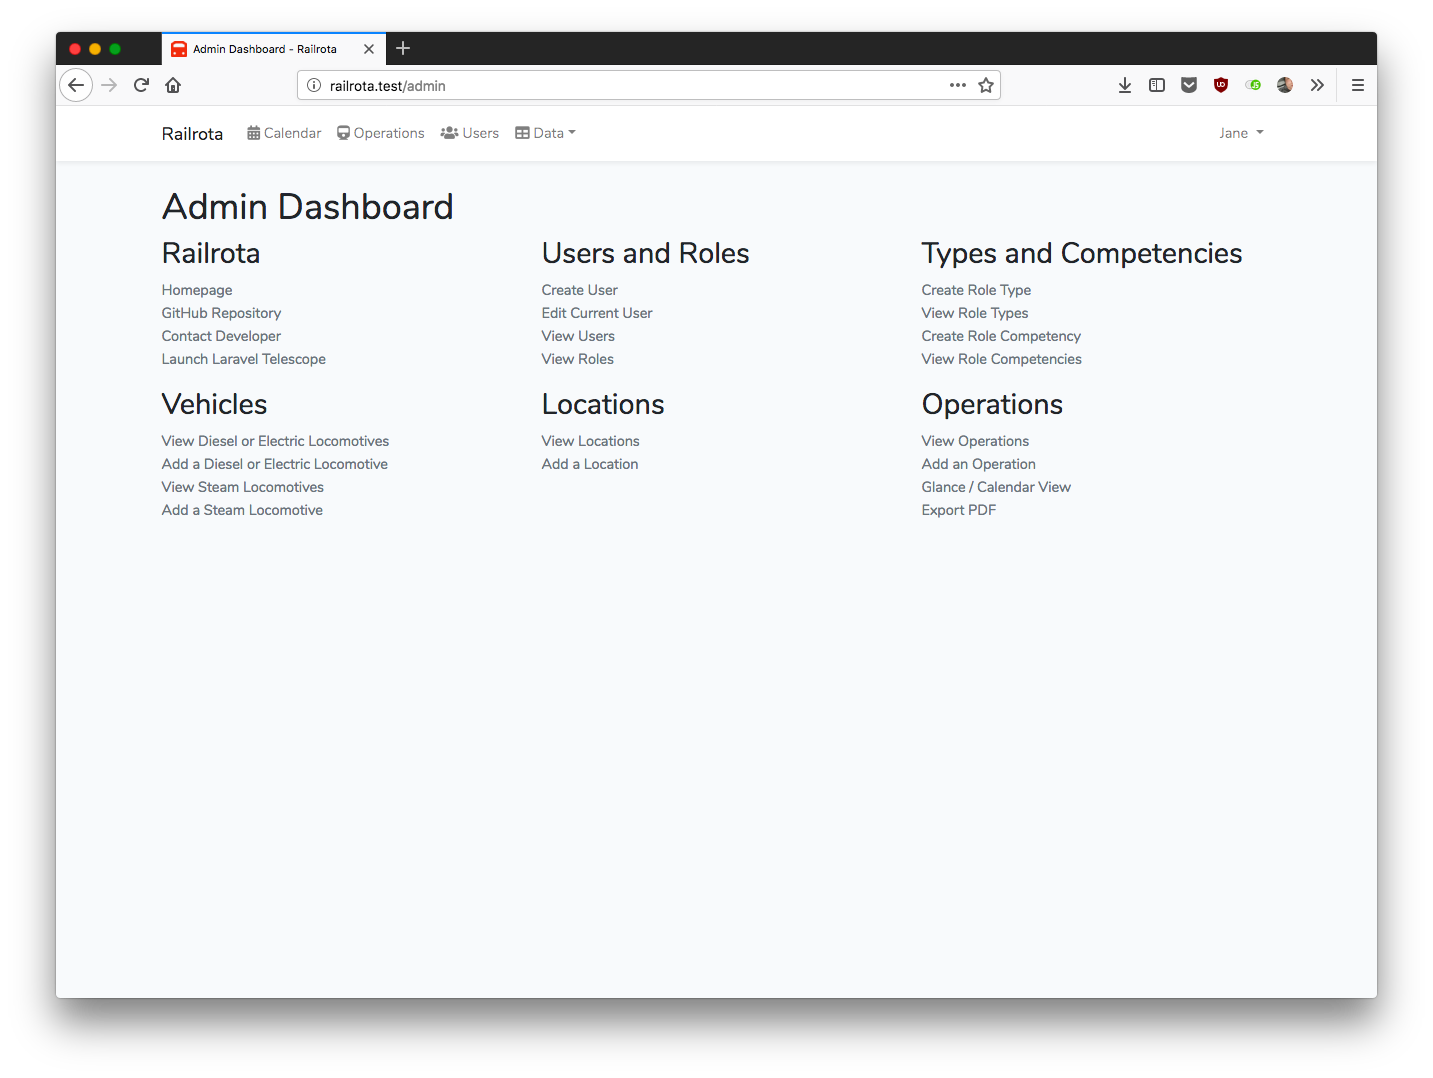 Admin Dashboard - Railrota
railrota.test/admin
Railrota Calendar Operations Users Data Jane
Admin Dashboard
Railrota
Homepage
GitHub Repository
Contact Developer
Launch Laravel Telescope
Users and Roles
Create User
Edit Current User
View Users
View Roles
Types and Competencies
Create Role Type
View Role Types
Create Role Competency
View Role Competencies
Vehicles
View Diesel or Electric Locomotives
Add a Diesel or Electric Locomotive
View Steam Locomotives
Add a Steam Locomotive
Locations
View Locations
Add a Location
Operations
View Operations
Add an Operation
Glance / Calendar View
Export PDF